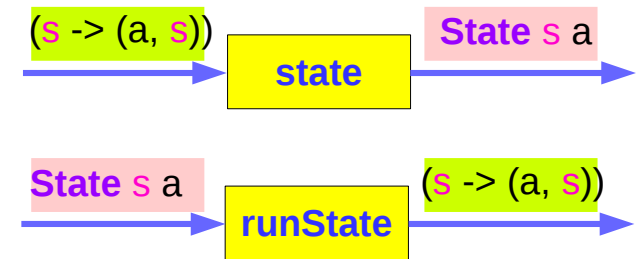 (s -> (a, s))
state
State s a
State s a
runState
(s -> (a, s))